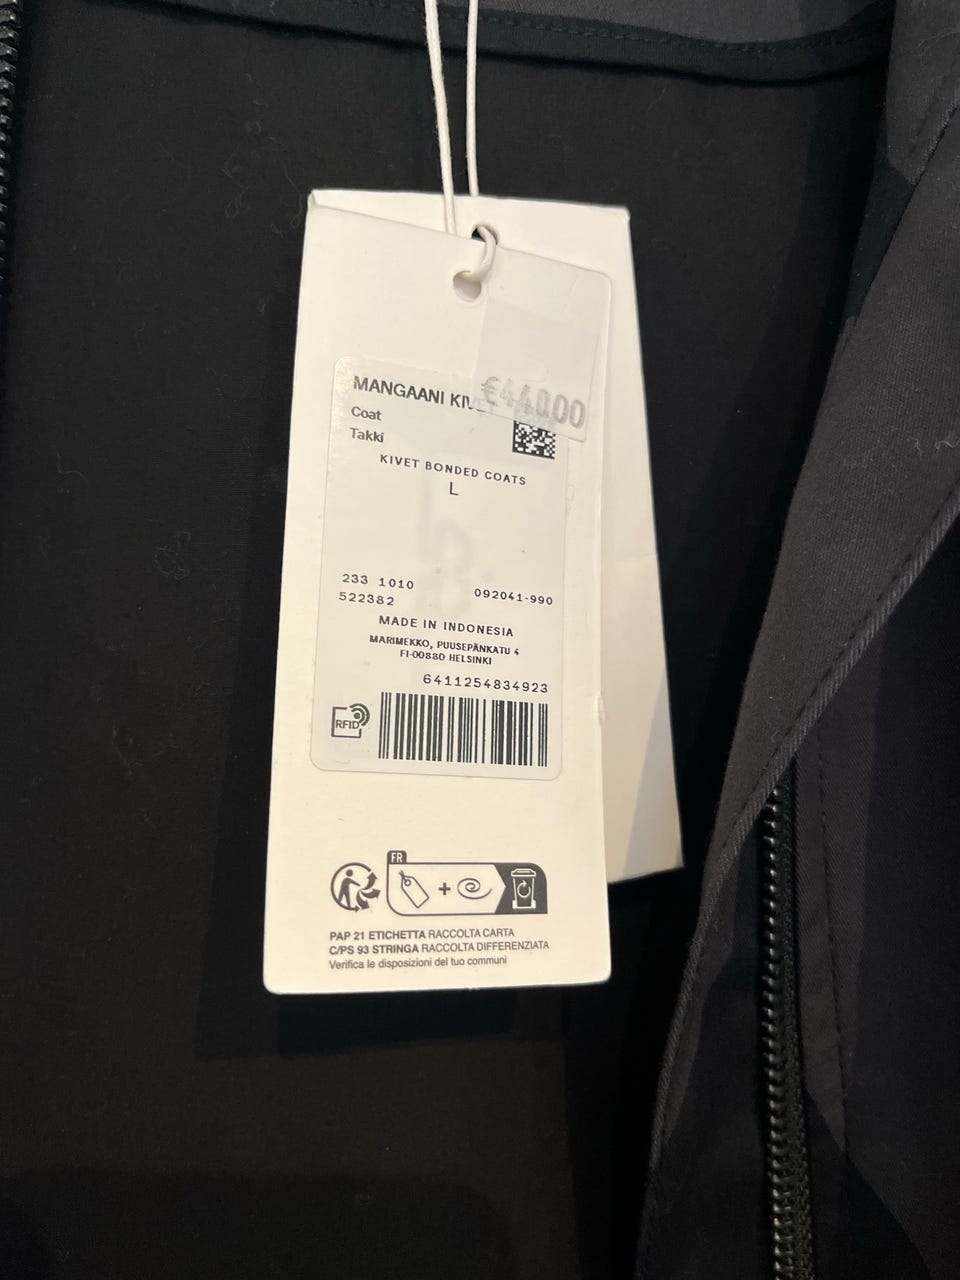 MANGAANI KIVET
€440.00
Coat
Takki
KIVET BONDED COATS
L
233 1010
522382
092041-990
MADE IN INDONESIA
MARIMEKKO, PUUSEPÄNKATU 4
FI-00880 HELSINKI
6411254834923
RFID
FR
PAP 21 ETICHETTA RACCOLTA CARTA
C/PS 93 STRINGA RACCOLTA DIFFERENZIATA
Verifica le disposizioni del tuo comuni